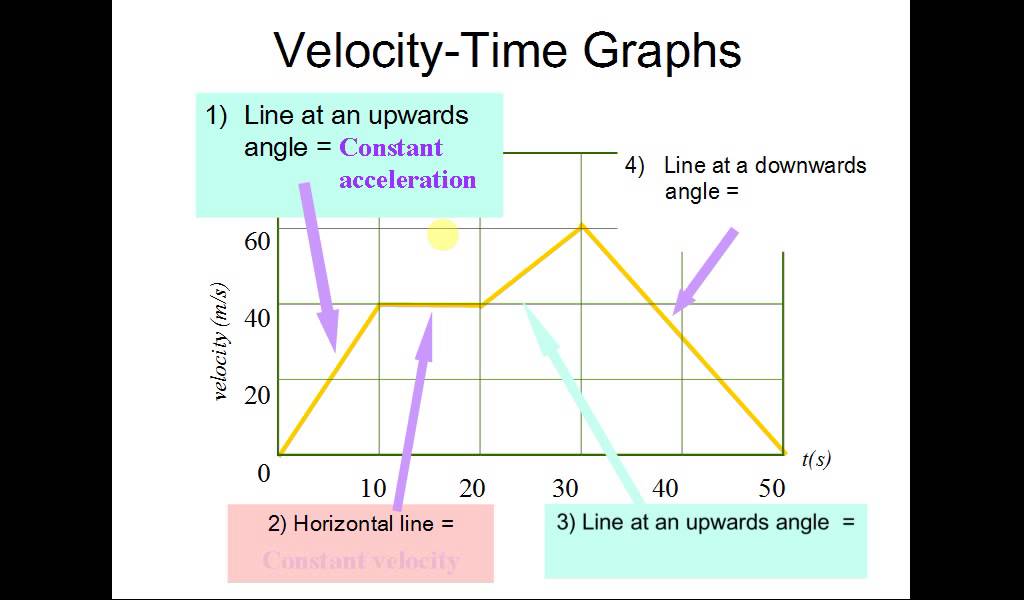 Velocity-Time Graphs
1) Line at an upwards
angle = Constant
acceleration
4) Line at a downwards
angle =
60
40
20
0
velocity (m/s)
10 20 30 40 50
t(s)
2) Horizontal line =
Constant velocity
3) Line at an upwards angle =